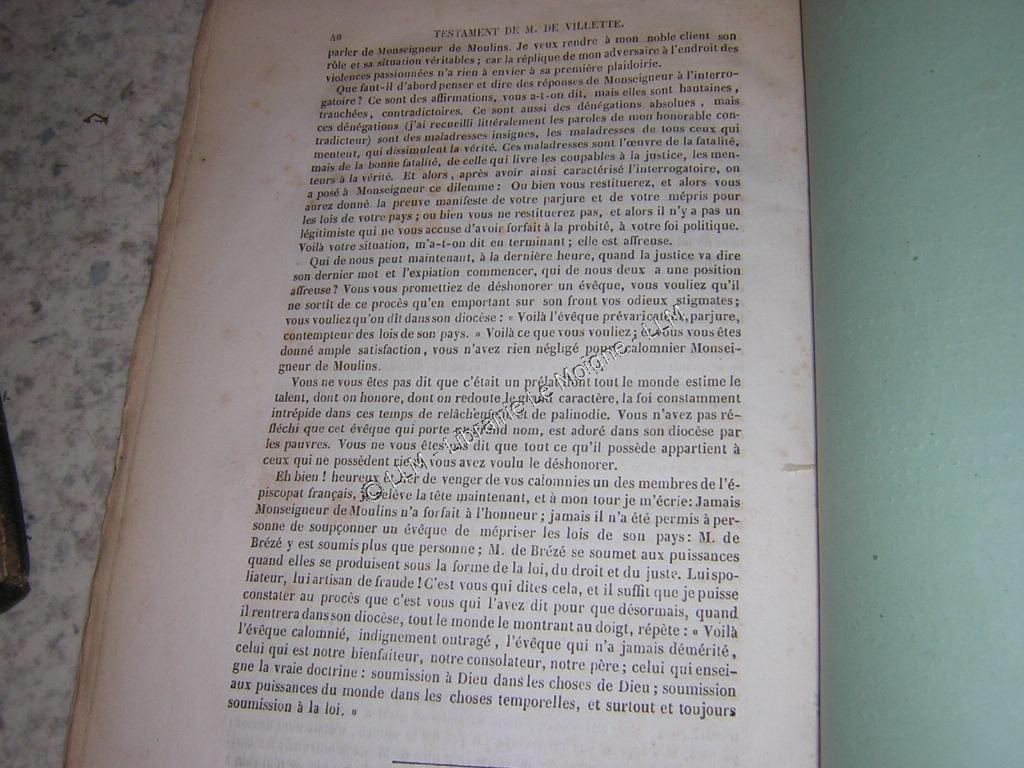 40 TESTAMENT DE M. DE VILLETTE.
parler de Monseigneur de Moulins. Je veux rendre à mon noble client son
rôle et sa situation véritables ; car la réplique de mon adversaire à l'endroit des
violences passionnées n'a rien à envier à sa première plaidoirie.
Que faut-il d'abord penser et dire des réponses de Monseigneur à l'interro-
gatoire ? Ce sont des affirmations, vous a-t-on dit, mais elles sont hautaines,
tranchées, contradictoires. Ce sont aussi des dénégations absolues, mais
ces dénégations (j'ai recueilli littéralement les paroles de mon honorable con-
tradicteur) sont des maladresses insignes, les maladresses de tous ceux qui
mentent, qui dissimulent la vérité. Ces maladresses sont l'œuvre de la fatalité,
mais de la bonne fatalité, de celle qui livre les coupables à la justice, les men-
teurs à la vérité. Et alors, après avoir ainsi caractérisé l'interrogatoire, on
a posé à Monseigneur ce dilemme : Ou bien vous restituerez, et alors vous
aurez donné la preuve manifeste de votre parjure et de votre mépris pour
les lois de votre pays ; ou bien vous ne restituerez pas, et alors il n'y a pas un
légitimiste qui ne vous accuse d'avoir forfait à la probité, à votre foi politique.
Voilà votre situation, m'a-t-on dit en terminant ; elle est affreuse.
Qui de nous peut maintenant, à la dernière heure, quand la justice va dire
son dernier mot et l'expiation commencer, qui de nous deux a une position
affreuse ? Vous vous promettiez de déshonorer un évêque, vous vouliez qu'il
ne sortît de ce procès qu'en emportant sur son front vos odieux stigmates ;
vous vouliez qu'on dît dans son diocèse : « Voilà l'évêque prévaricateur, parjure,
contempteur des lois de son pays. » Voilà ce que vous vouliez ; et vous vous êtes
donné ample satisfaction, vous n'avez rien négligé pour calomnier Monsei-
gneur de Moulins.
Vous ne vous êtes pas dit que c'était un prélat dont tout le monde estime le
talent, dont on honore, dont on redoute le grand caractère, la foi constamment
intrépide dans ces temps de relâchement et de palinodie. Vous n'avez pas ré-
fléchi que cet évêque qui porte un grand nom, est adoré dans son diocèse par
les pauvres. Vous ne vous êtes pas dit que tout ce qu'il possède appartient à
ceux qui ne possèdent rien ; vous avez voulu le déshonorer.
Eh bien ! heureux et fier de venger de vos calomnies un des membres de l'é-
piscopat français, je relève la tête maintenant, et à mon tour je m'écrie : Jamais
Monseigneur de Moulins n'a forfait à l'honneur ; jamais il n'a été permis à per-
sonne de soupçonner un évêque de mépriser les lois de son pays : M. de
Brézé y est soumis plus que personne ; M. de Brézé se soumet aux puissances
quand elles se produisent sous la forme de la loi, du droit et du juste. Lui spo-
liateur, lui artisan de fraude ! C'est vous qui dites cela, et il suffit que je puisse
constater au procès que c'est vous qui l'avez dit pour que désormais, quand
il rentrera dans son diocèse, tout le monde le montrant au doigt, répète : « Voilà
l'évêque calomnié, indignement outragé, l'évêque qui n'a jamais démérité,
celui qui est notre bienfaiteur, notre consolateur, notre père ; celui qui ensei-
gne la vraie doctrine : soumission à Dieu dans les choses de Dieu ; soumission
aux puissances du monde dans les choses temporelles, et surtout et toujours
soumission à la loi. »
© LLM - Librairie Le Moigne - LLM